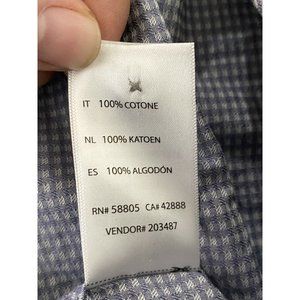 IT 100% COTONE
NL 100% KATOEN
ES 100% ALGODÓN
RN# 58805 CA# 42888
VENDOR# 203487